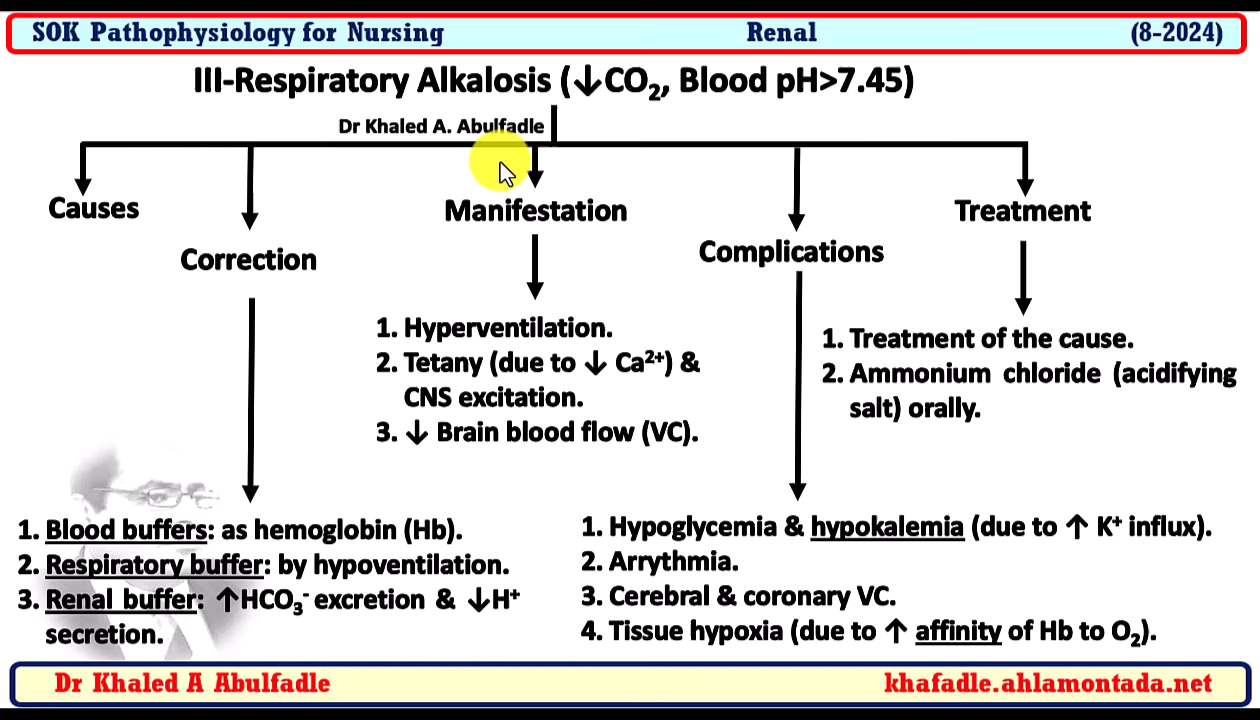 SOK Pathophysiology for Nursing Renal (8-2024)
III-Respiratory Alkalosis (↓CO₂, Blood pH>7.45)
Dr Khaled A. Abulfadle
Causes
Correction
Manifestation
Complications
Treatment
1. Blood buffers: as hemoglobin (Hb).
2. Respiratory buffer: by hypoventilation.
3. Renal buffer: ↑HCO₃⁻ excretion & ↓H⁺
secretion.
1. Hyperventilation.
2. Tetany (due to ↓ Ca²⁺) &
CNS excitation.
3. ↓ Brain blood flow (VC).
1. Hypoglycemia & hypokalemia (due to ↑ K⁺ influx).
2. Arrythmia.
3. Cerebral & coronary VC.
4. Tissue hypoxia (due to ↑ affinity of Hb to O₂).
1. Treatment of the cause.
2. Ammonium chloride (acidifying
salt) orally.
Dr Khaled A Abulfadle khafadle.ahlamontada.net